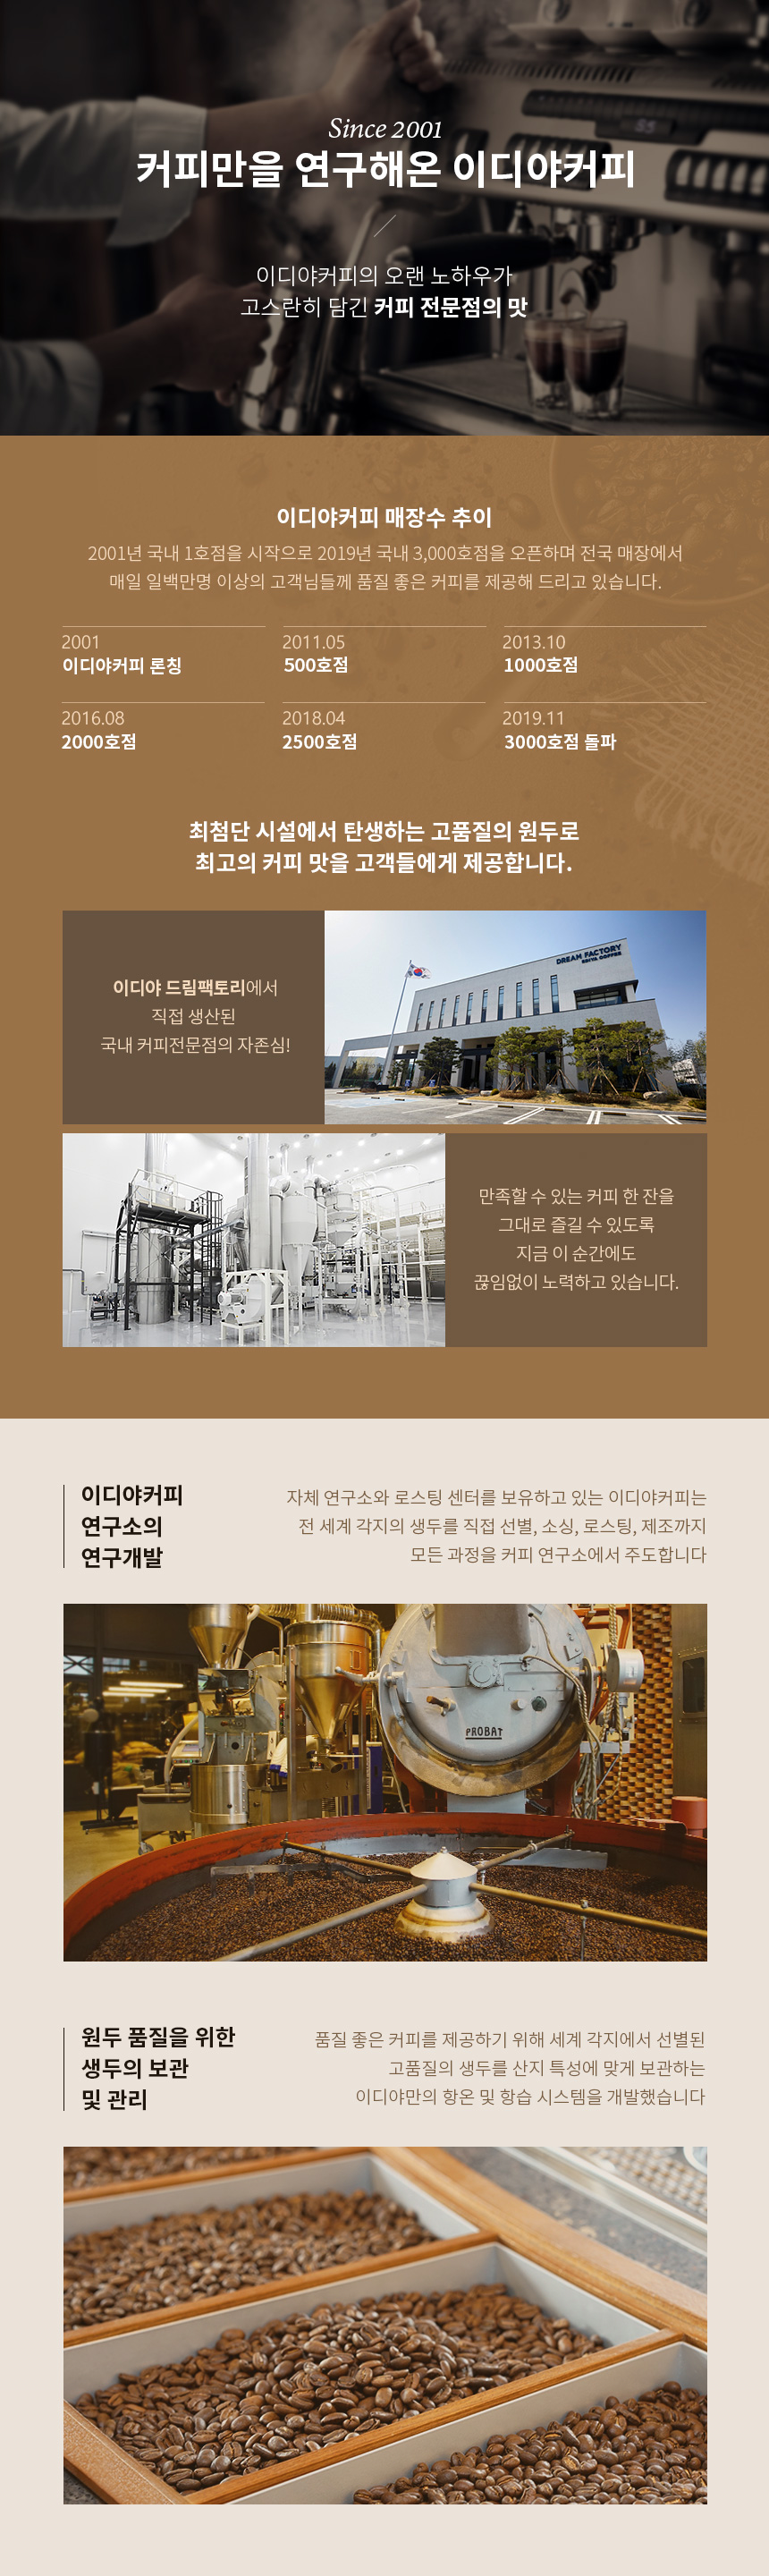 Since 2001
커피만을 연구해온 이디야커피
이디야커피의 오랜 노하우가
고스란히 담긴 커피 전문점의 맛
이디야커피 매장수 추이
2001년 국내 1호점을 시작으로 2019년 국내 3,000호점을 오픈하며 전국 매장에서
매일 일백만명 이상의 고객님들께 품질 좋은 커피를 제공해 드리고 있습니다.
2001
이디야커피 론칭
2011.05
500호점
2013.10
1000호점
2016.08
2000호점
2018.04
2500호점
2019.11
3000호점 돌파
최첨단 시설에서 탄생하는 고품질의 원두로
최고의 커피 맛을 고객들에게 제공합니다.
이디야 드림팩토리에서
직접 생산된
국내 커피전문점의 자존심!
DREAM FACTORY
EDIYA COFFEE
만족할 수 있는 커피 한 잔을
그대로 즐길 수 있도록
지금 이 순간에도
끊임없이 노력하고 있습니다.
이디야커피
연구소의
연구개발
자체 연구소와 로스팅 센터를 보유하고 있는 이디야커피는
전 세계 각지의 생두를 직접 선별, 소싱, 로스팅, 제조까지
모든 과정을 커피 연구소에서 주도합니다
PROBAT
원두 품질을 위한
생두의 보관
및 관리
품질 좋은 커피를 제공하기 위해 세계 각지에서 선별된
고품질의 생두를 산지 특성에 맞게 보관하는
이디야만의 항온 및 항습 시스템을 개발했습니다